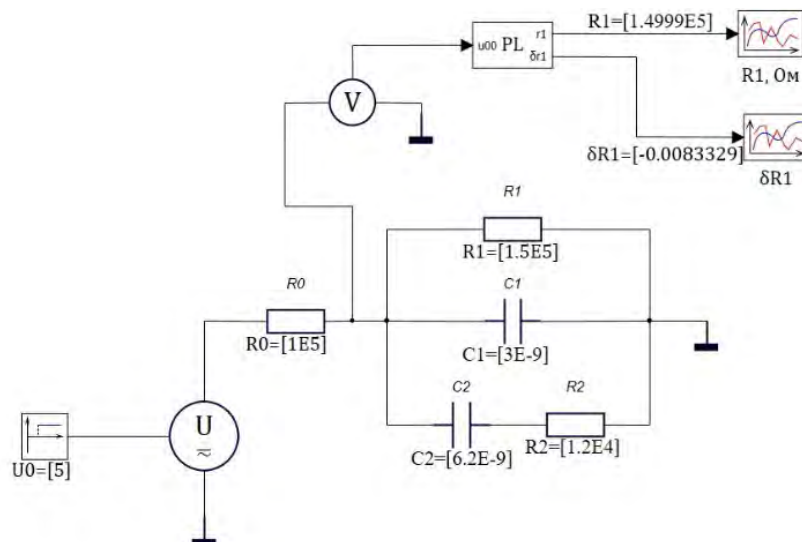 R1=[1.4999E5]
u00 PL r1
δr1
V
R1, Ом
δR1=[-0.0083329]
δR1
R1
R1=[1.5E5]
R0
C1
R0=[1E5]
C1=[3E-9]
C2
R2
U
C2=[6.2E-9]
R2=[1.2E4]
U0=[5]